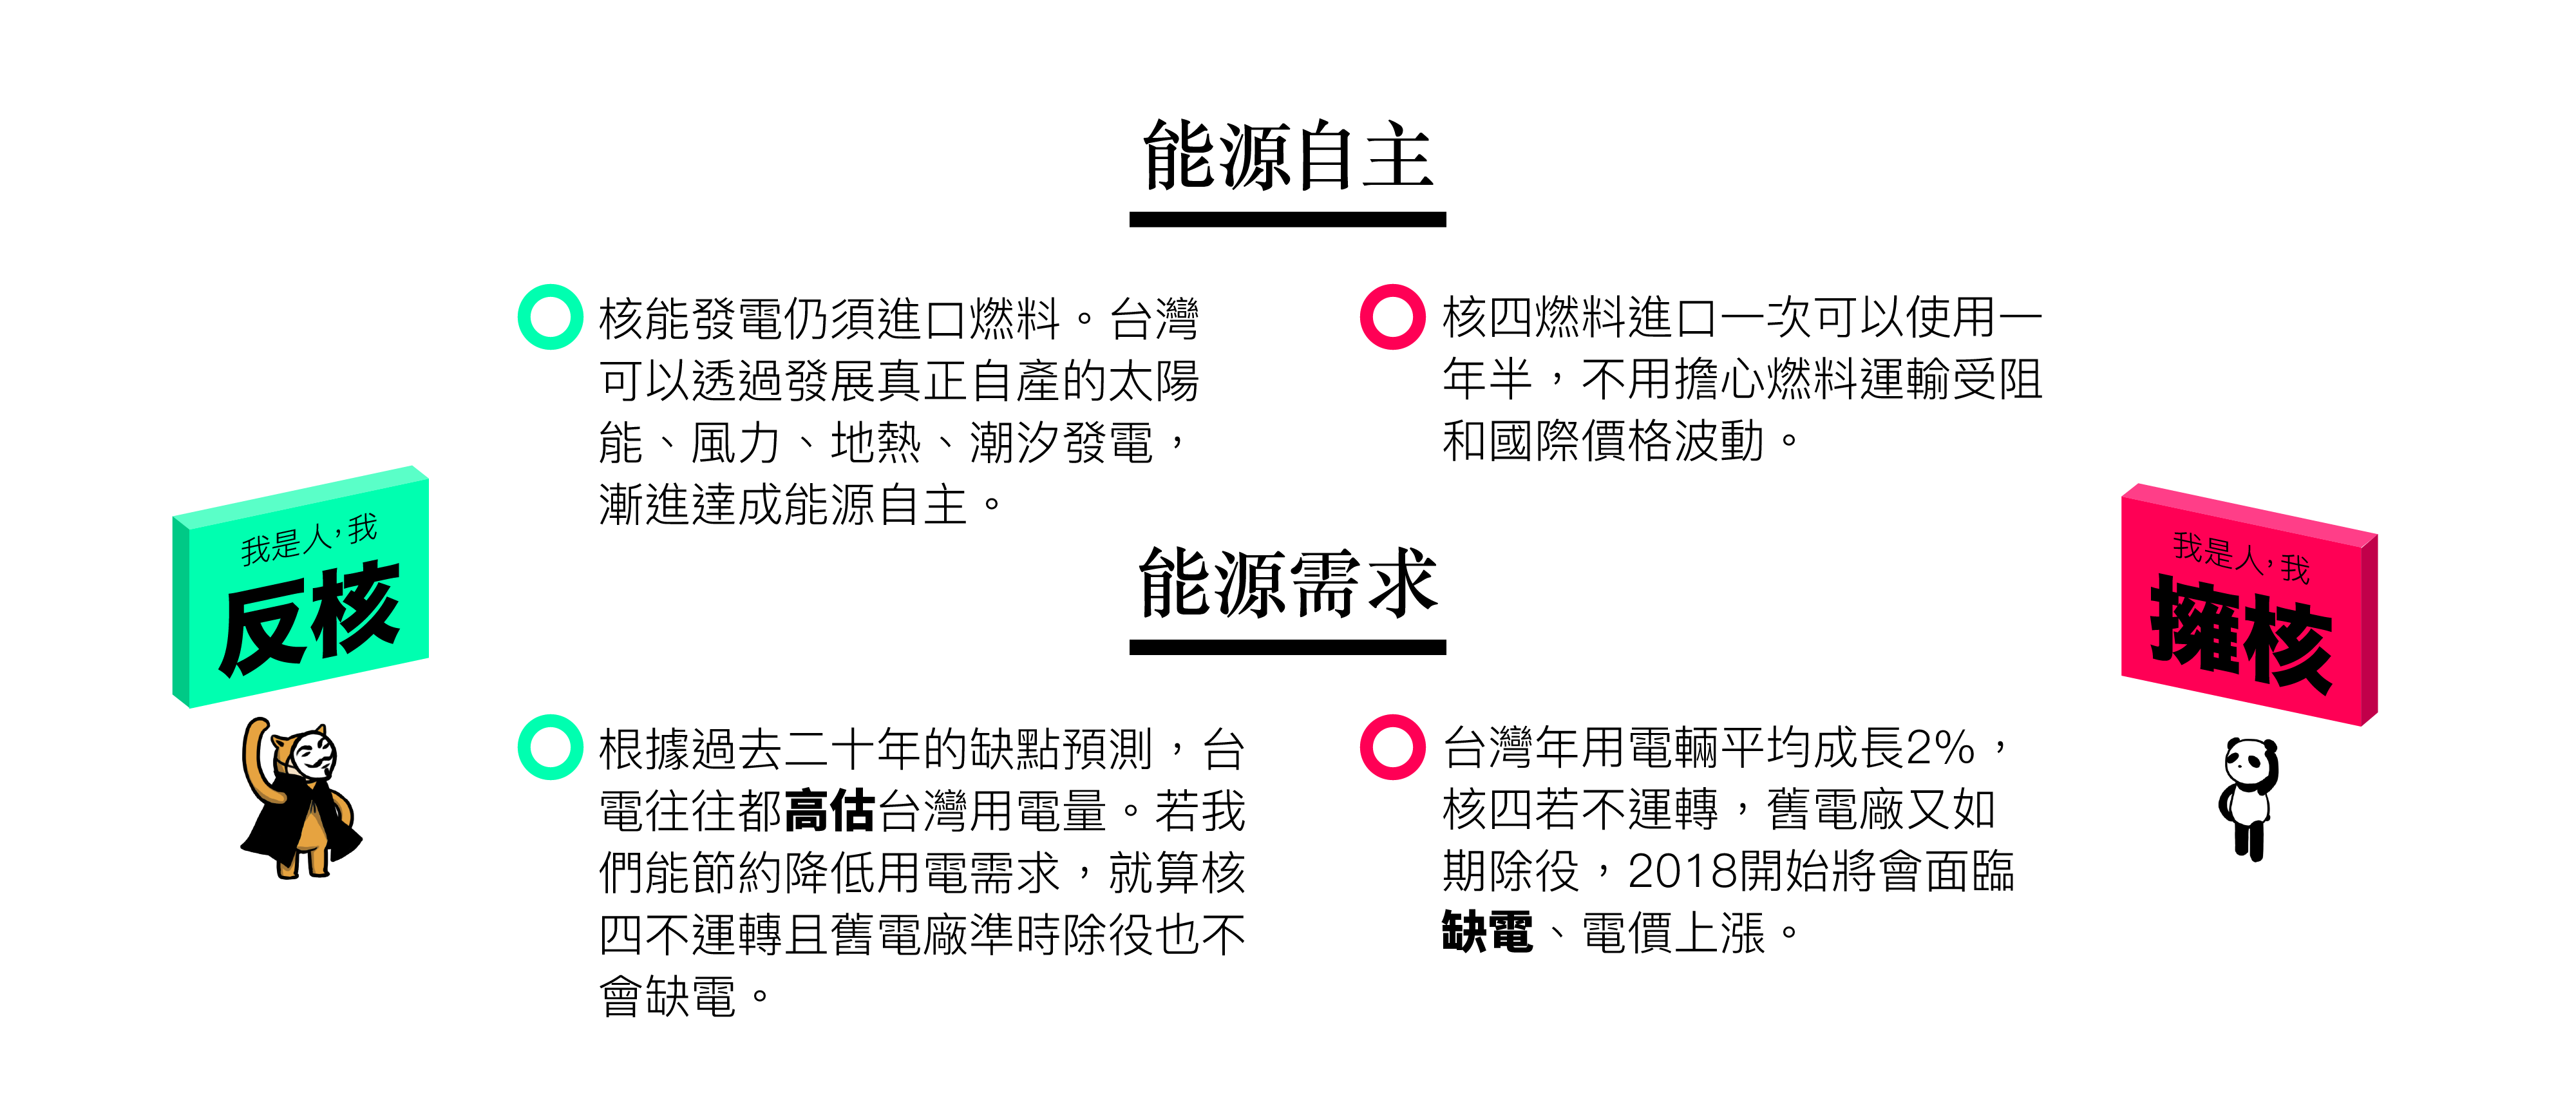 能源自主
核能發電仍須進口燃料。台灣
可以透過發展真正自產的太陽
能、風力、地熱、潮汐發電，
漸進達成能源自主。
核四燃料進口一次可以使用一
年半，不用擔心燃料運輸受阻
和國際價格波動。
我是人，我
反核
我是人，我
擁核
能源需求
根據過去二十年的缺點預測，台
電往往都高估台灣用電量。若我
們能節約降低用電需求，就算核
四不運轉且舊電廠準時除役也不
會缺電。
台灣年用電輛平均成長2%，
核四若不運轉，舊電廠又如
期除役，2018開始將會面臨
缺電、電價上漲。